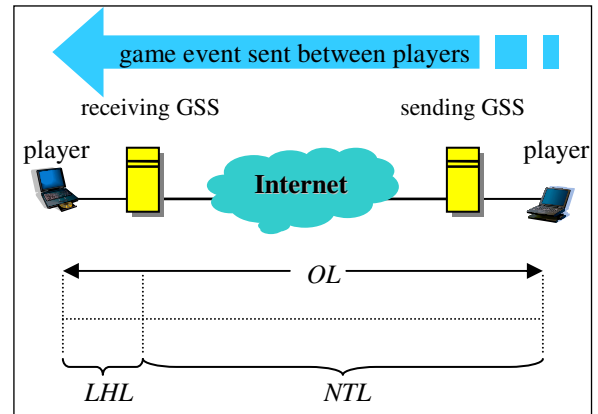 game event sent between players
receiving GSS
sending GSS
player
player
Internet
OL
LHL
NTL